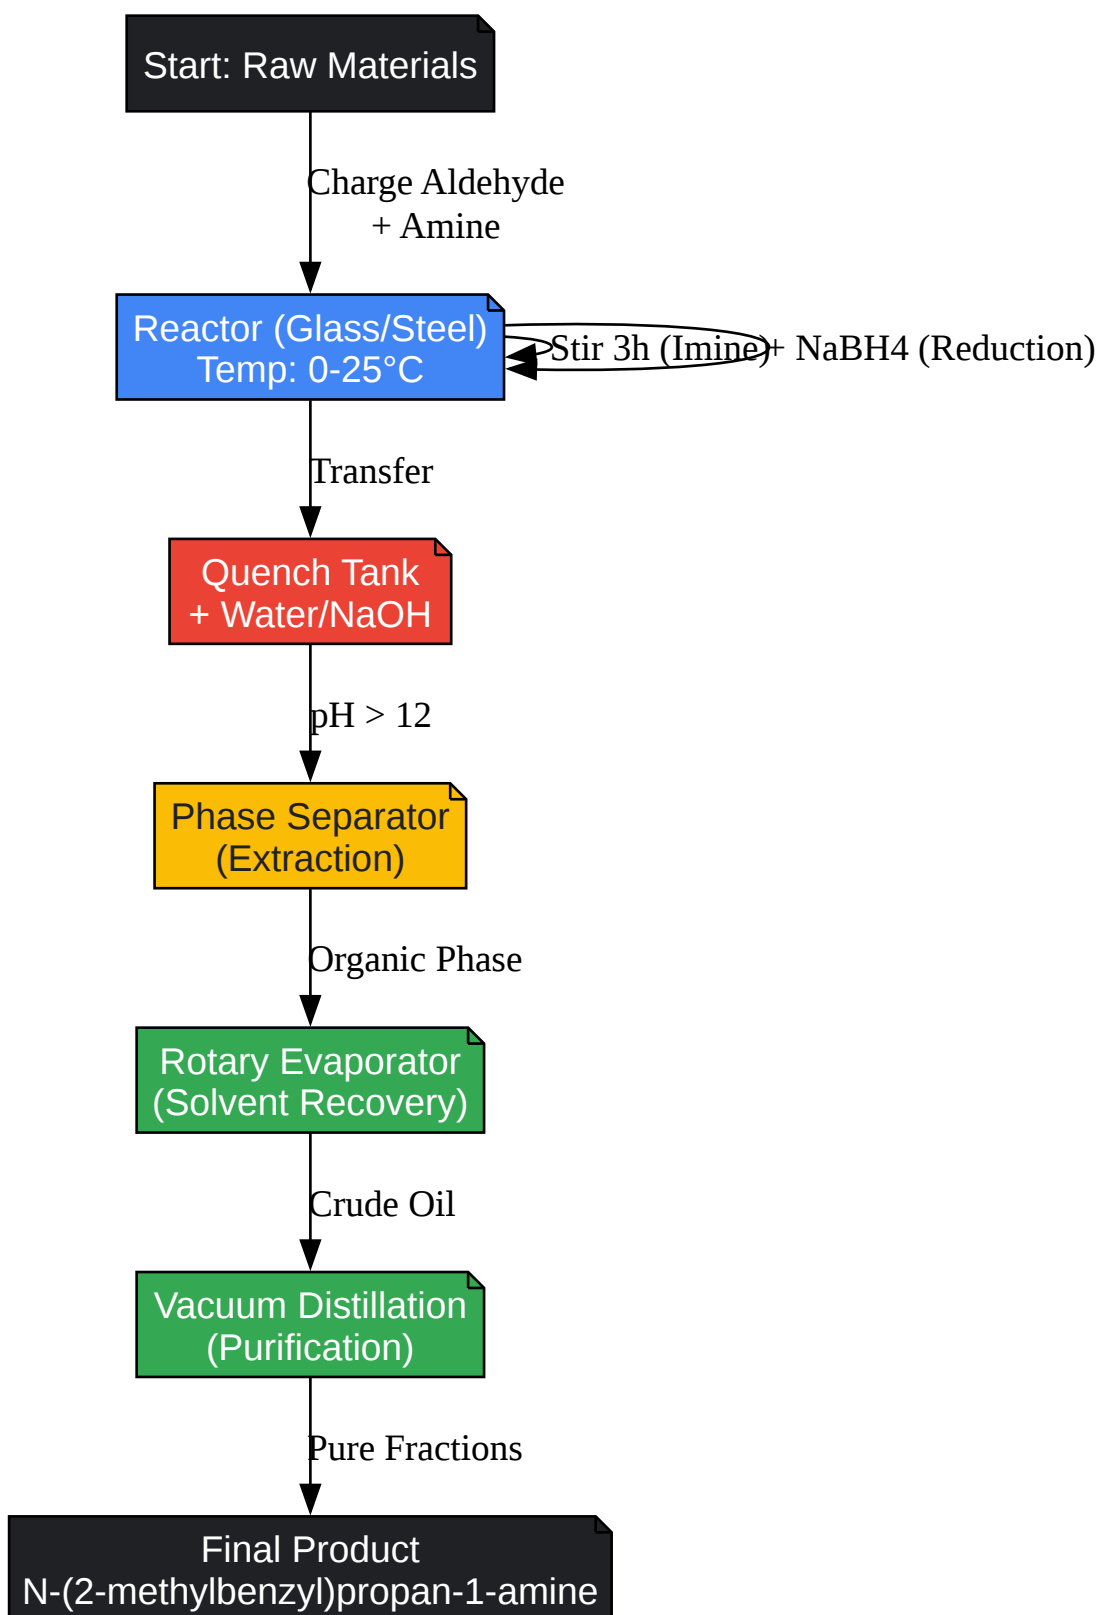 Start: Raw Materials
Charge Aldehyde
+ Amine
Reactor (Glass/Steel)
Temp: 0-25°C
Stir 3h (Imine)
+ NaBH4 (Reduction)
Transfer
Quench Tank
+ Water/NaOH
pH > 12
Phase Separator
(Extraction)
Organic Phase
Rotary Evaporator
(Solvent Recovery)
Crude Oil
Vacuum Distillation
(Purification)
Pure Fractions
Final Product
N-(2-methylbenzyl)propan-1-amine